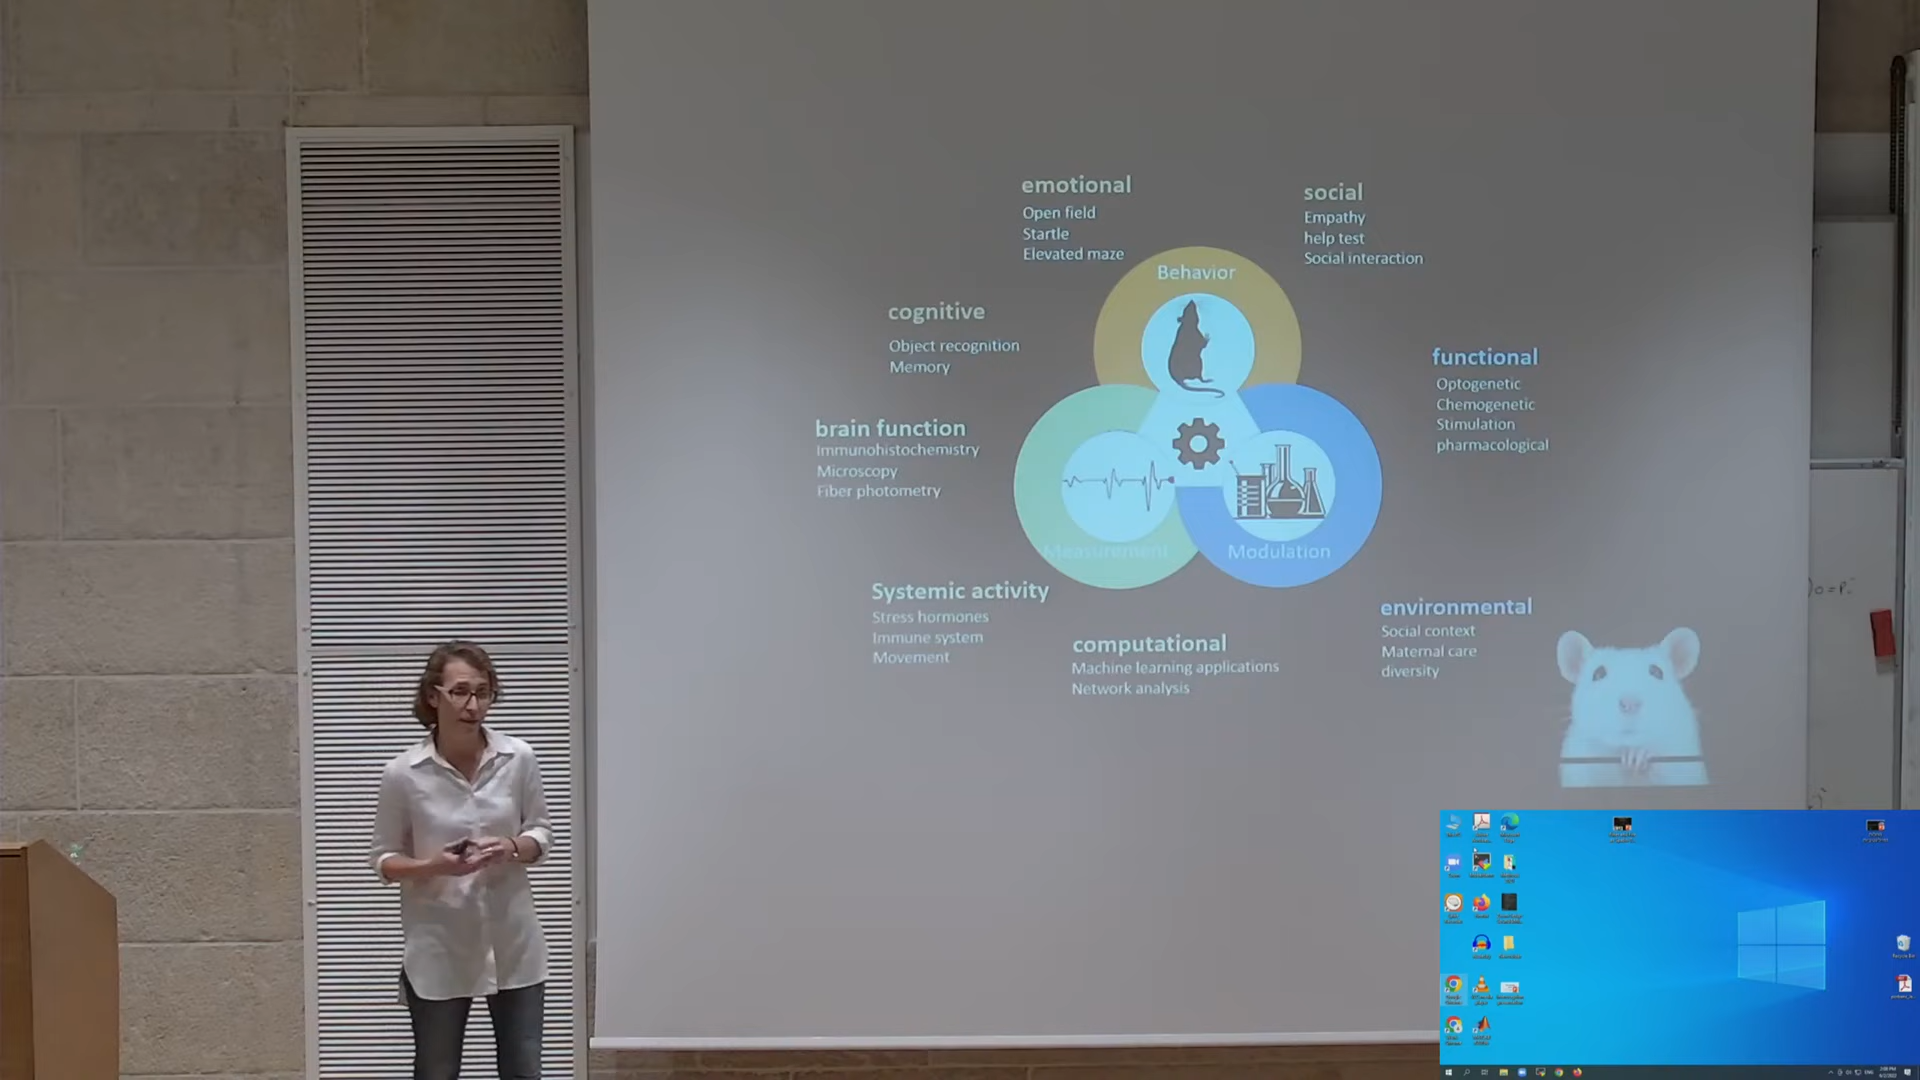 emotional
Open field
Startle
Elevated maze
social
Empathy
help test
Social interaction
Behavior
cognitive
Object recognition
Memory
functional
Optogenetic
Chemogenetic
Stimulation
pharmacological
brain function
Immunohistochemistry
Microscopy
Fiber photometry
Measurement
Modulation
Systemic activity
Stress hormones
Immune system
Movement
computational
Machine learning applications
Network analysis
environmental
Social context
Maternal care
diversity